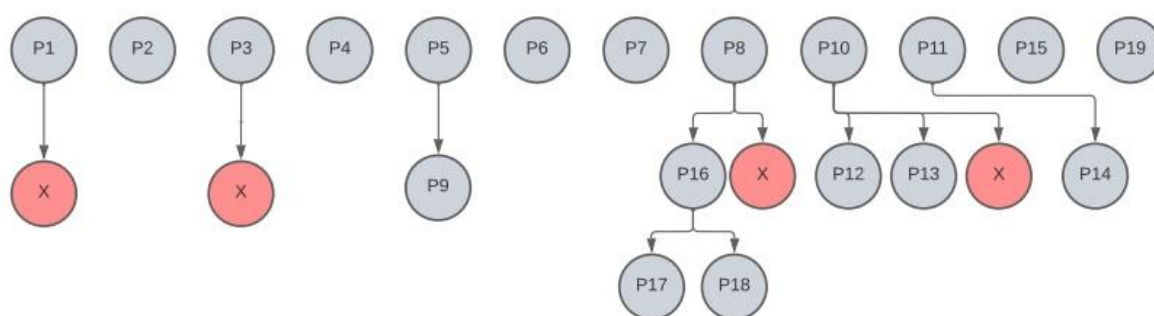 P1 P2 P3 P4 P5 P6 P7 P8 P10 P11 P15 P19
X X P9 P16 X P12 P13 X P14
P17 P18